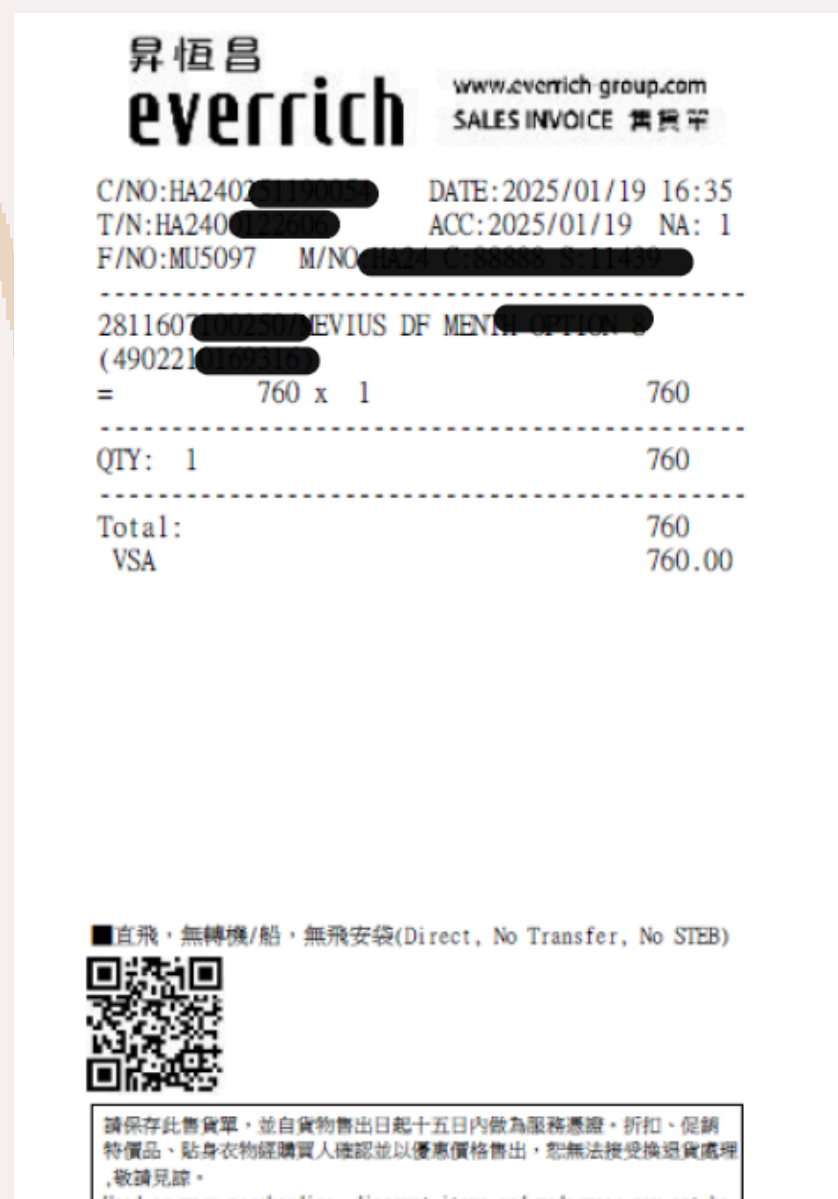 昇恆昌
everrich
www.everrich-group.com
SALES INVOICE 售貨單
C/NO:HA240 DATE:2025/01/19 16:35
T/N:HA240 ACC:2025/01/19 NA: 1
F/NO:MU5097 M/NO
2811607 MEVIUS DF MENT
(490221
= 760 x 1 760
QTY: 1 760
Total: 760
VSA 760.00
■直飛，無轉機/船，無飛安袋(Direct, No Transfer, No STEB)
請保存此售貨單，並自貨物售出日起十五日內做為服務憑證。折扣、促銷
特價品、貼身衣物經購買人確認並以優惠價格售出，恕無法接受換退貨處理
,敬請見諒。